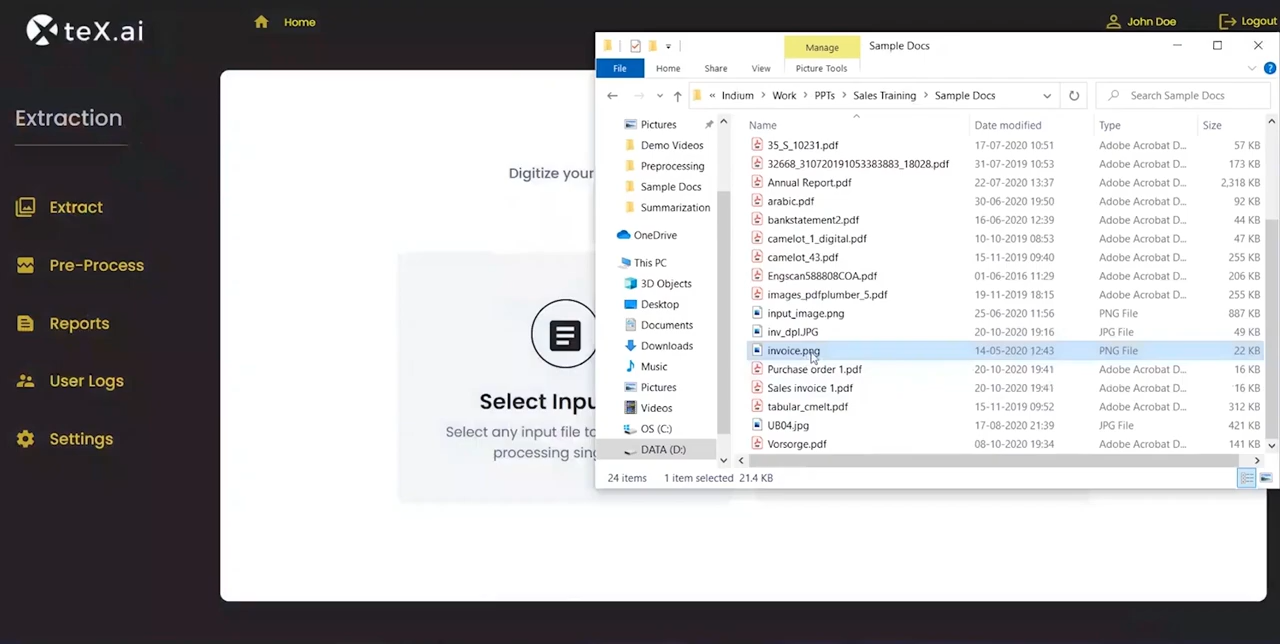 teX.ai
Home
John Doe
Logout
Extraction
Extract
Pre-Process
Reports
User Logs
Settings
Digitize your
Select Inpu
Select any input file to
processing sing
Manage
Sample Docs
File
Home
Share
View
Picture Tools
« Indium > Work > PPTs > Sales Training > Sample Docs
Search Sample Docs
Pictures
Demo Videos
Preprocessing
Sample Docs
Summarization
OneDrive
This PC
3D Objects
Desktop
Documents
Downloads
Music
Pictures
Videos
OS (C:)
DATA (D:)
Name Date modified Type Size
35_S_10231.pdf 17-07-2020 10:51 Adobe Acrobat D... 57 KB
32668_310720191053383883_18028.pdf 31-07-2019 10:53 Adobe Acrobat D... 173 KB
Annual Report.pdf 22-07-2020 13:37 Adobe Acrobat D... 2,318 KB
arabic.pdf 30-06-2020 19:50 Adobe Acrobat D... 92 KB
bankstatement2.pdf 16-06-2020 12:39 Adobe Acrobat D... 44 KB
camelot_1_digital.pdf 10-10-2019 08:53 Adobe Acrobat D... 47 KB
camelot_43.pdf 15-11-2019 09:40 Adobe Acrobat D... 255 KB
Engscan588808COA.pdf 01-06-2016 11:29 Adobe Acrobat D... 206 KB
images_pdfplumber_5.pdf 19-11-2019 18:15 Adobe Acrobat D... 255 KB
input_image.png 25-06-2020 11:56 PNG File 887 KB
inv_dpl.JPG 20-10-2020 19:16 JPG File 49 KB
invoice.png 14-05-2020 12:43 PNG File 22 KB
Purchase order 1.pdf 20-10-2020 19:41 Adobe Acrobat D... 16 KB
Sales invoice 1.pdf 20-10-2020 19:41 Adobe Acrobat D... 16 KB
tabular_cmelt.pdf 15-11-2019 09:52 Adobe Acrobat D... 312 KB
UB04.jpg 17-08-2020 21:39 JPG File 421 KB
Vorsorge.pdf 08-10-2020 19:34 Adobe Acrobat D... 141 KB
24 items 1 item selected 21.4 KB